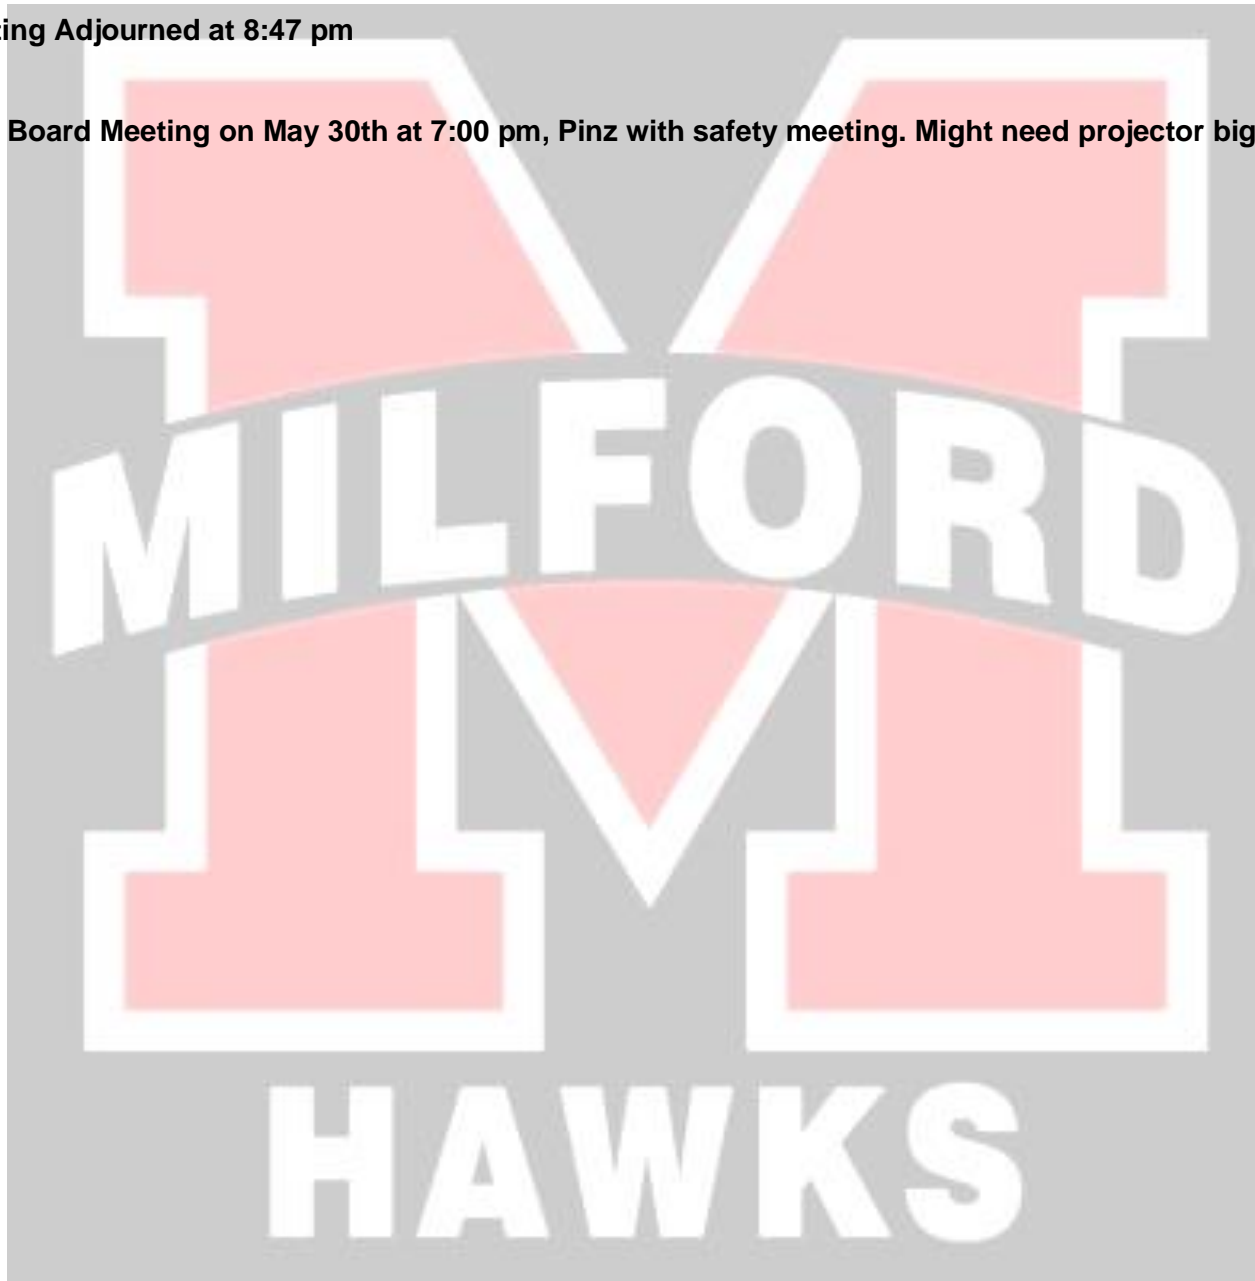 ting Adjourned at 8:47 pm
Board Meeting on May 30th at 7:00 pm, Pinz with safety meeting. Might need projector big
MILFORD
HAWKS